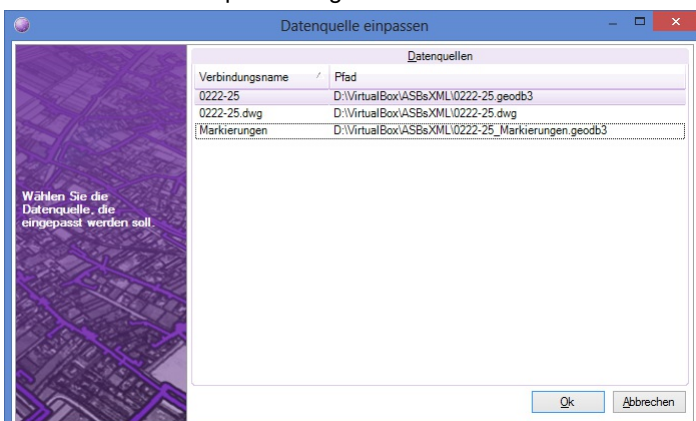 Datenquelle einpassen
Datenquellen
Verbindungsname Pfad
0222-25 D:\VirtualBox\ASBsXML\0222-25.geodb3
0222-25.dwg D:\VirtualBox\ASBsXML\0222-25.dwg
Markierungen D:\VirtualBox\ASBsXML\0222-25_Markierungen.geodb3
Wählen Sie die
Datenquelle, die
eingepasst werden soll.
Ok Abbrechen